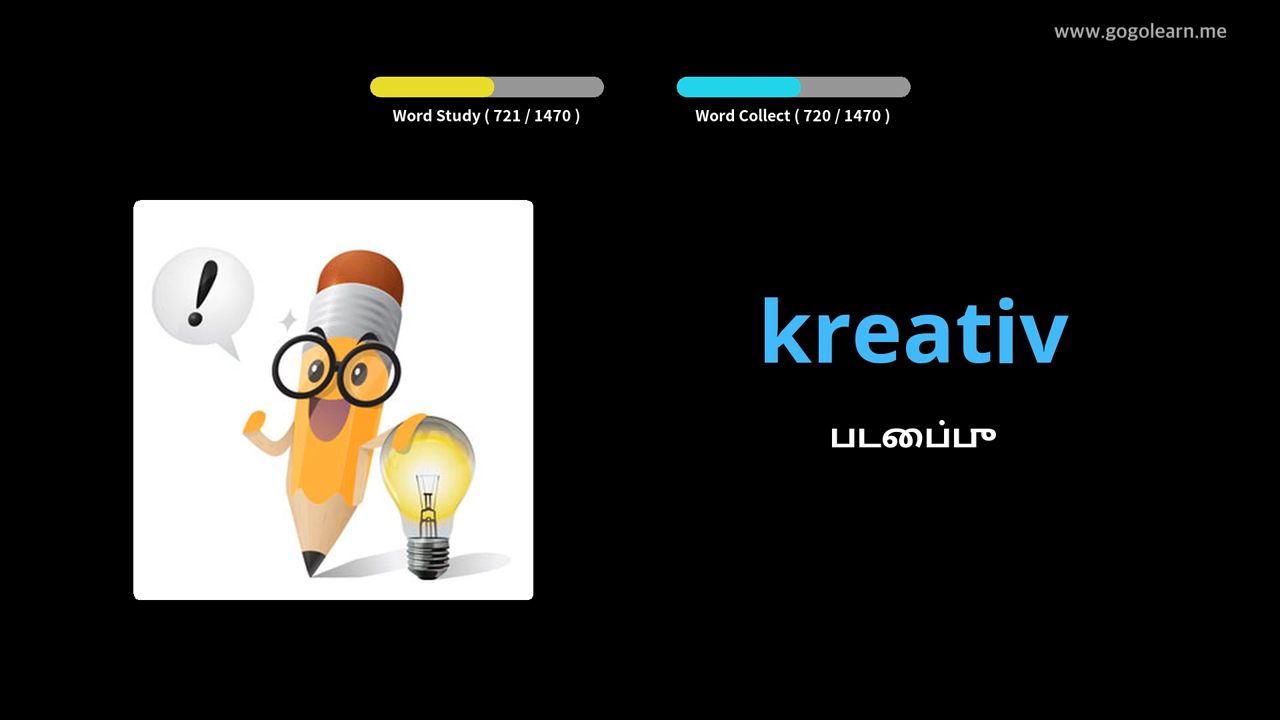 www.gogolearn.me
Word Study ( 721 / 1470 )
Word Collect ( 720 / 1470 )
!
kreativ
படைப்பு